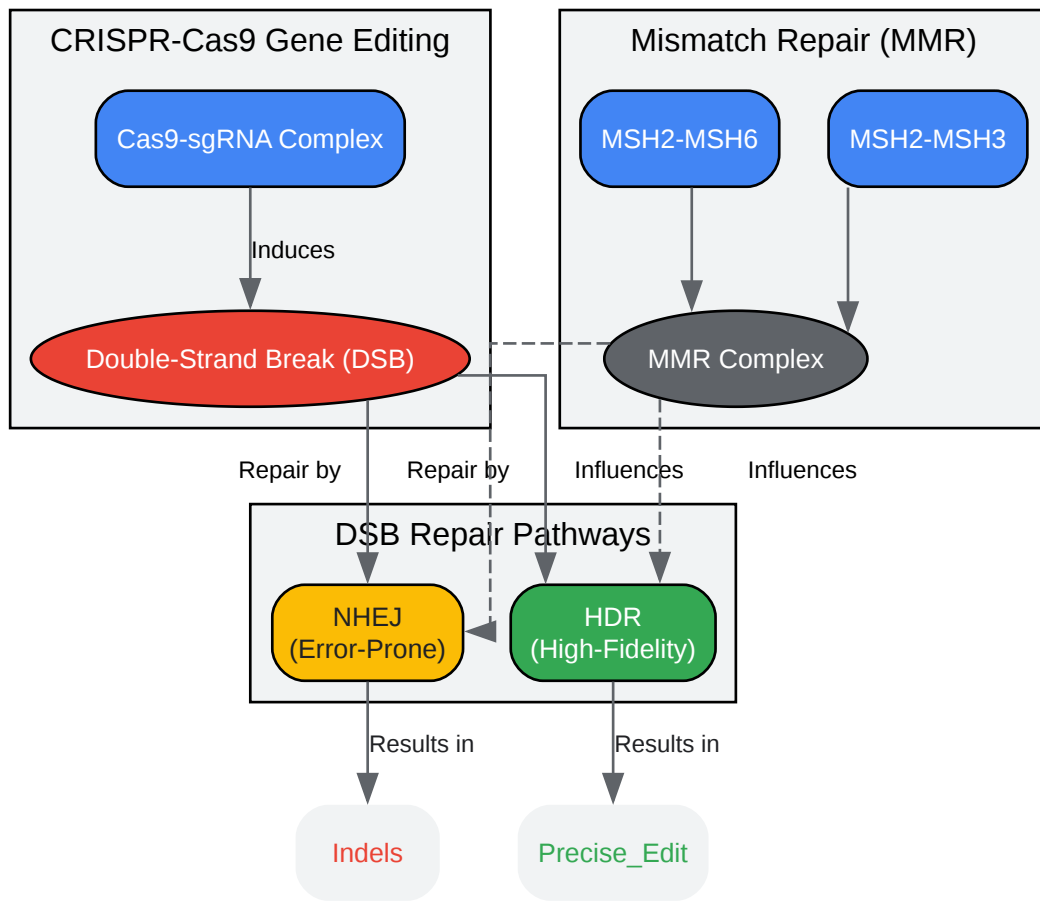 CRISPR-Cas9 Gene Editing
Mismatch Repair (MMR)
Cas9-sgRNA Complex
MSH2-MSH6
MSH2-MSH3
Induces
Double-Strand Break (DSB)
MMR Complex
Repair by
Repair by
Influences
Influences
DSB Repair Pathways
NHEJ
(Error-Prone)
HDR
(High-Fidelity)
Results in
Results in
Indels
Precise_Edit